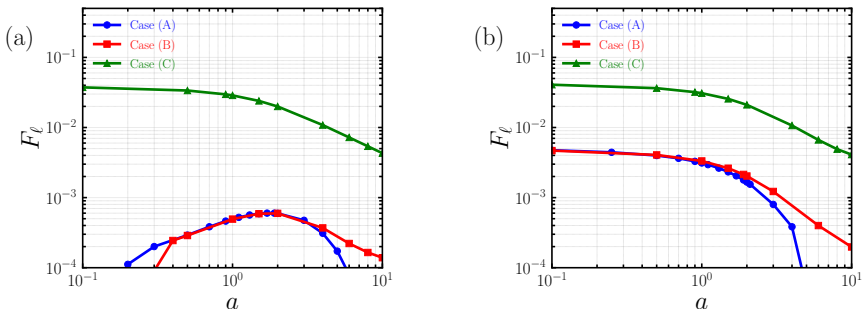 (a)
Case (A)
Case (B)
Case (C)
10^{-1}
10^{-2}
10^{-3}
10^{-4}
F_ℓ
10^{-1}
10^{0}
10^{1}
a
(b)
Case (A)
Case (B)
Case (C)
10^{-1}
10^{-2}
10^{-3}
10^{-4}
F_ℓ
10^{-1}
10^{0}
10^{1}
a